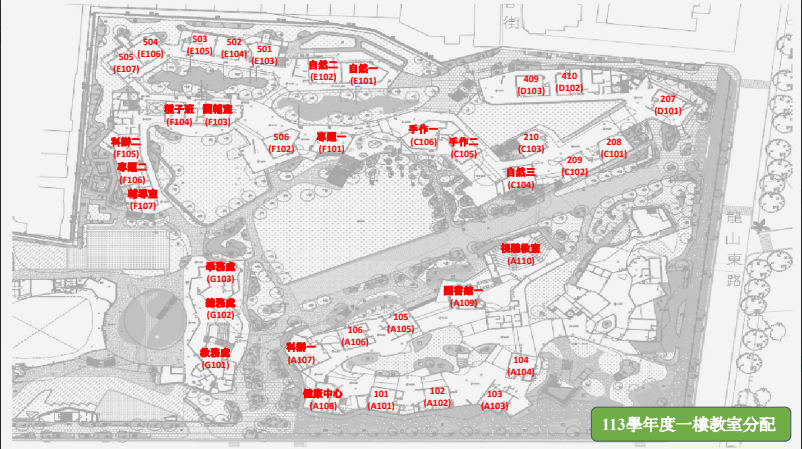 街
504
(E106)
503
(E105)
502
(E104)
501
(E103)
505
(E107)
自然二
(E102)
自然一
(E101)
409
(D103)
410
(D102)
207
(D101)
種子班
(F104)
圖輔室
(F103)
科辦二
(F105)
專題二
(F106)
輔導室
(F107)
506
(F102)
專題一
(F101)
手作一
(C106)
手作二
(C105)
210
(C103)
208
(C101)
209
(C102)
自然三
(C104)
龍山東路
學務處
(G103)
總務處
(G102)
教務處
(G101)
視聽教室
(A110)
圖書館一
(A109)
105
(A105)
106
(A106)
科辦一
(A107)
104
(A104)
健康中心
(A108)
101
(A101)
102
(A102)
103
(A103)
113學年度一樓教室分配